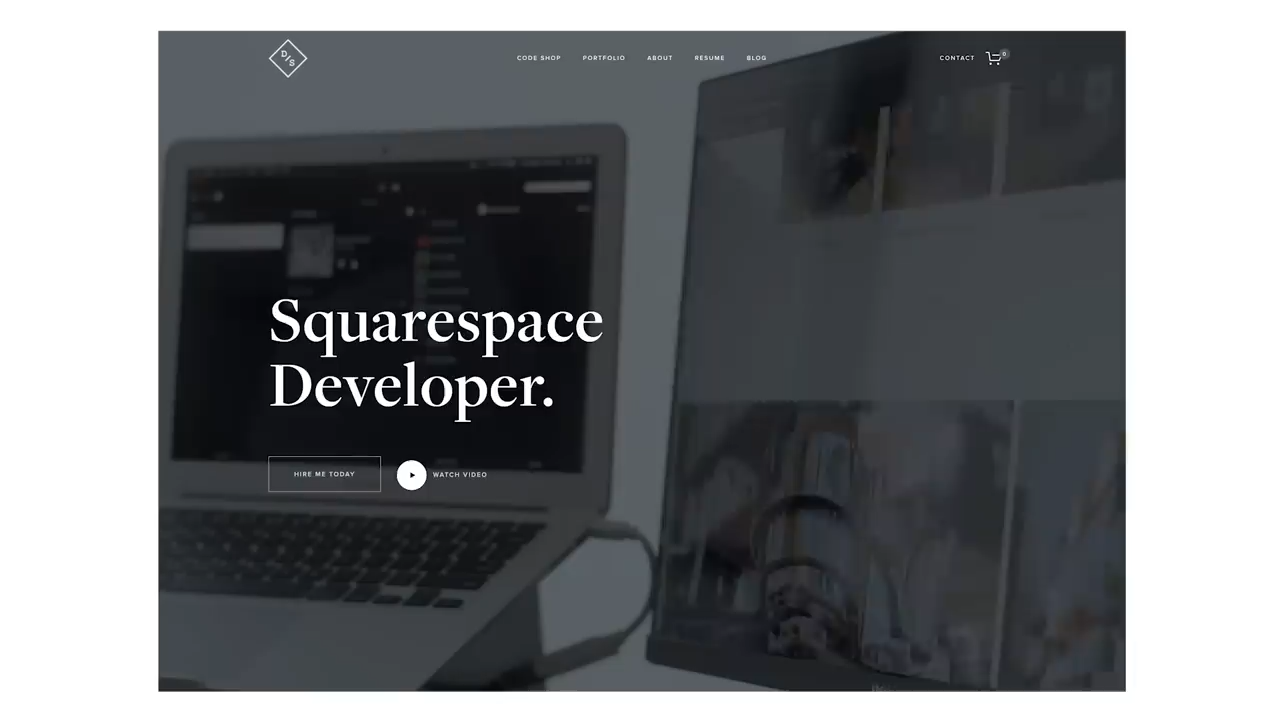 D/S
CODE SHOP PORTFOLIO ABOUT RESUME BLOG
CONTACT 0
Squarespace
Developer.
HIRE ME TODAY WATCH VIDEO